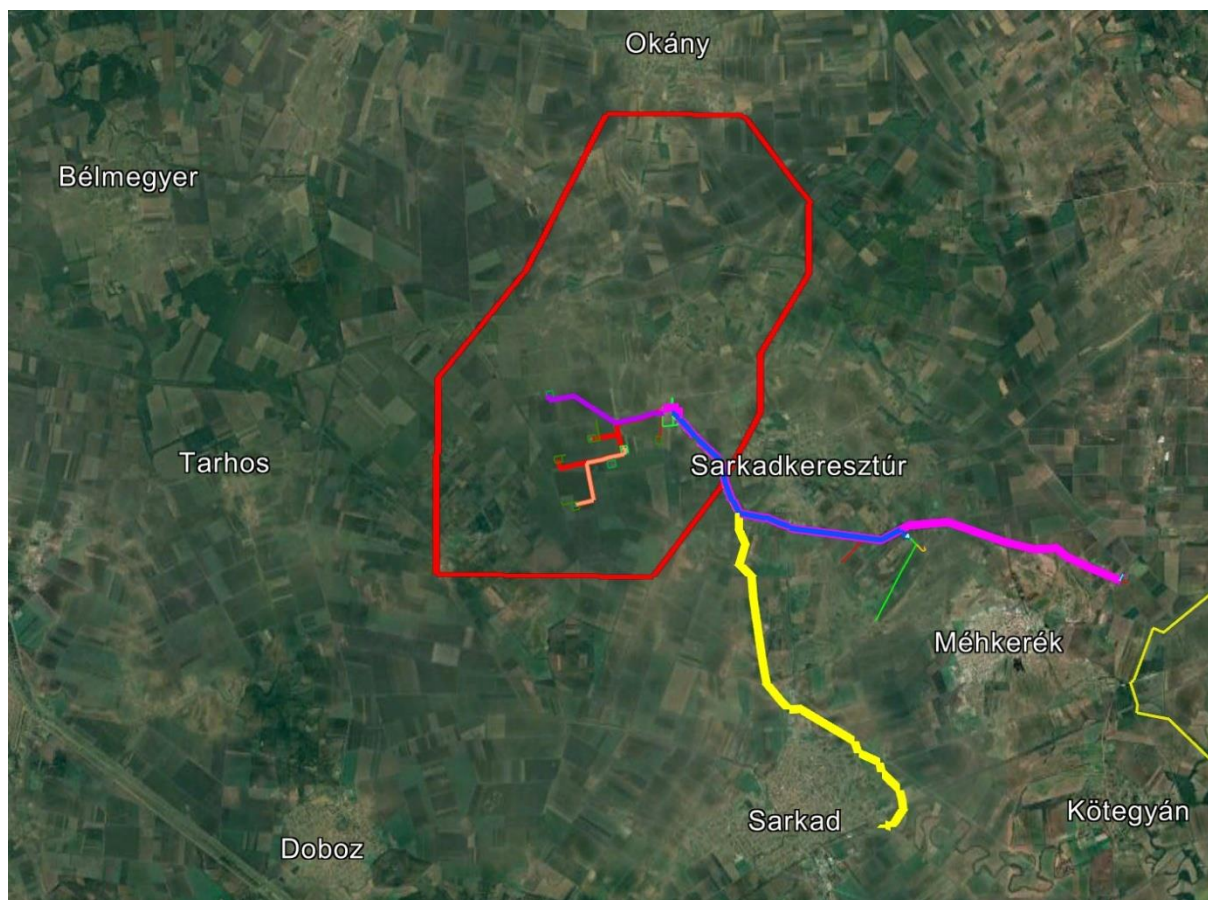 Okány
Bélmegyer
Tarhos
Sarkadkeresztúr
Méhkerék
Kötegyán
Sarkad
Doboz